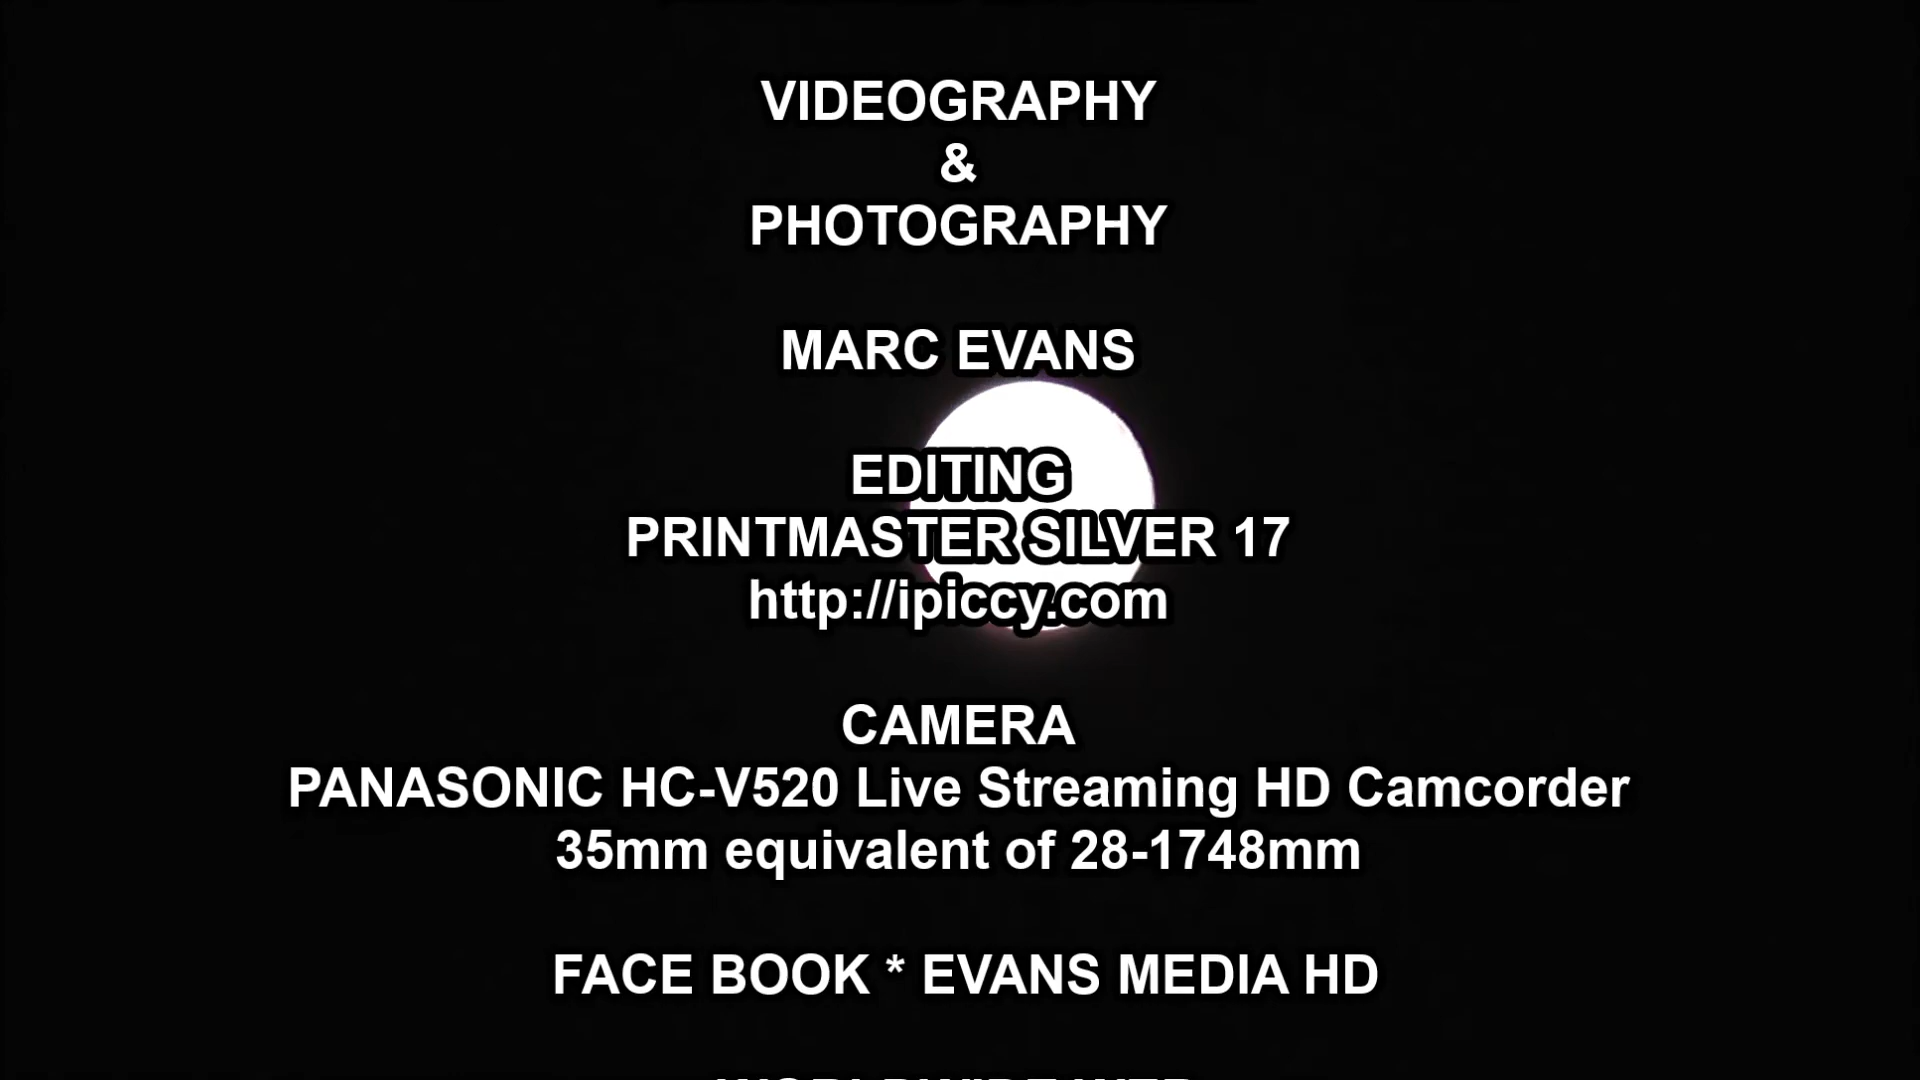 VIDEOGRAPHY
&
PHOTOGRAPHY
MARC EVANS
EDITING
PRINTMASTER SILVER 17
http://ipiccy.com
CAMERA
PANASONIC HC-V520 Live Streaming HD Camcorder
35mm equivalent of 28-1748mm
FACE BOOK * EVANS MEDIA HD